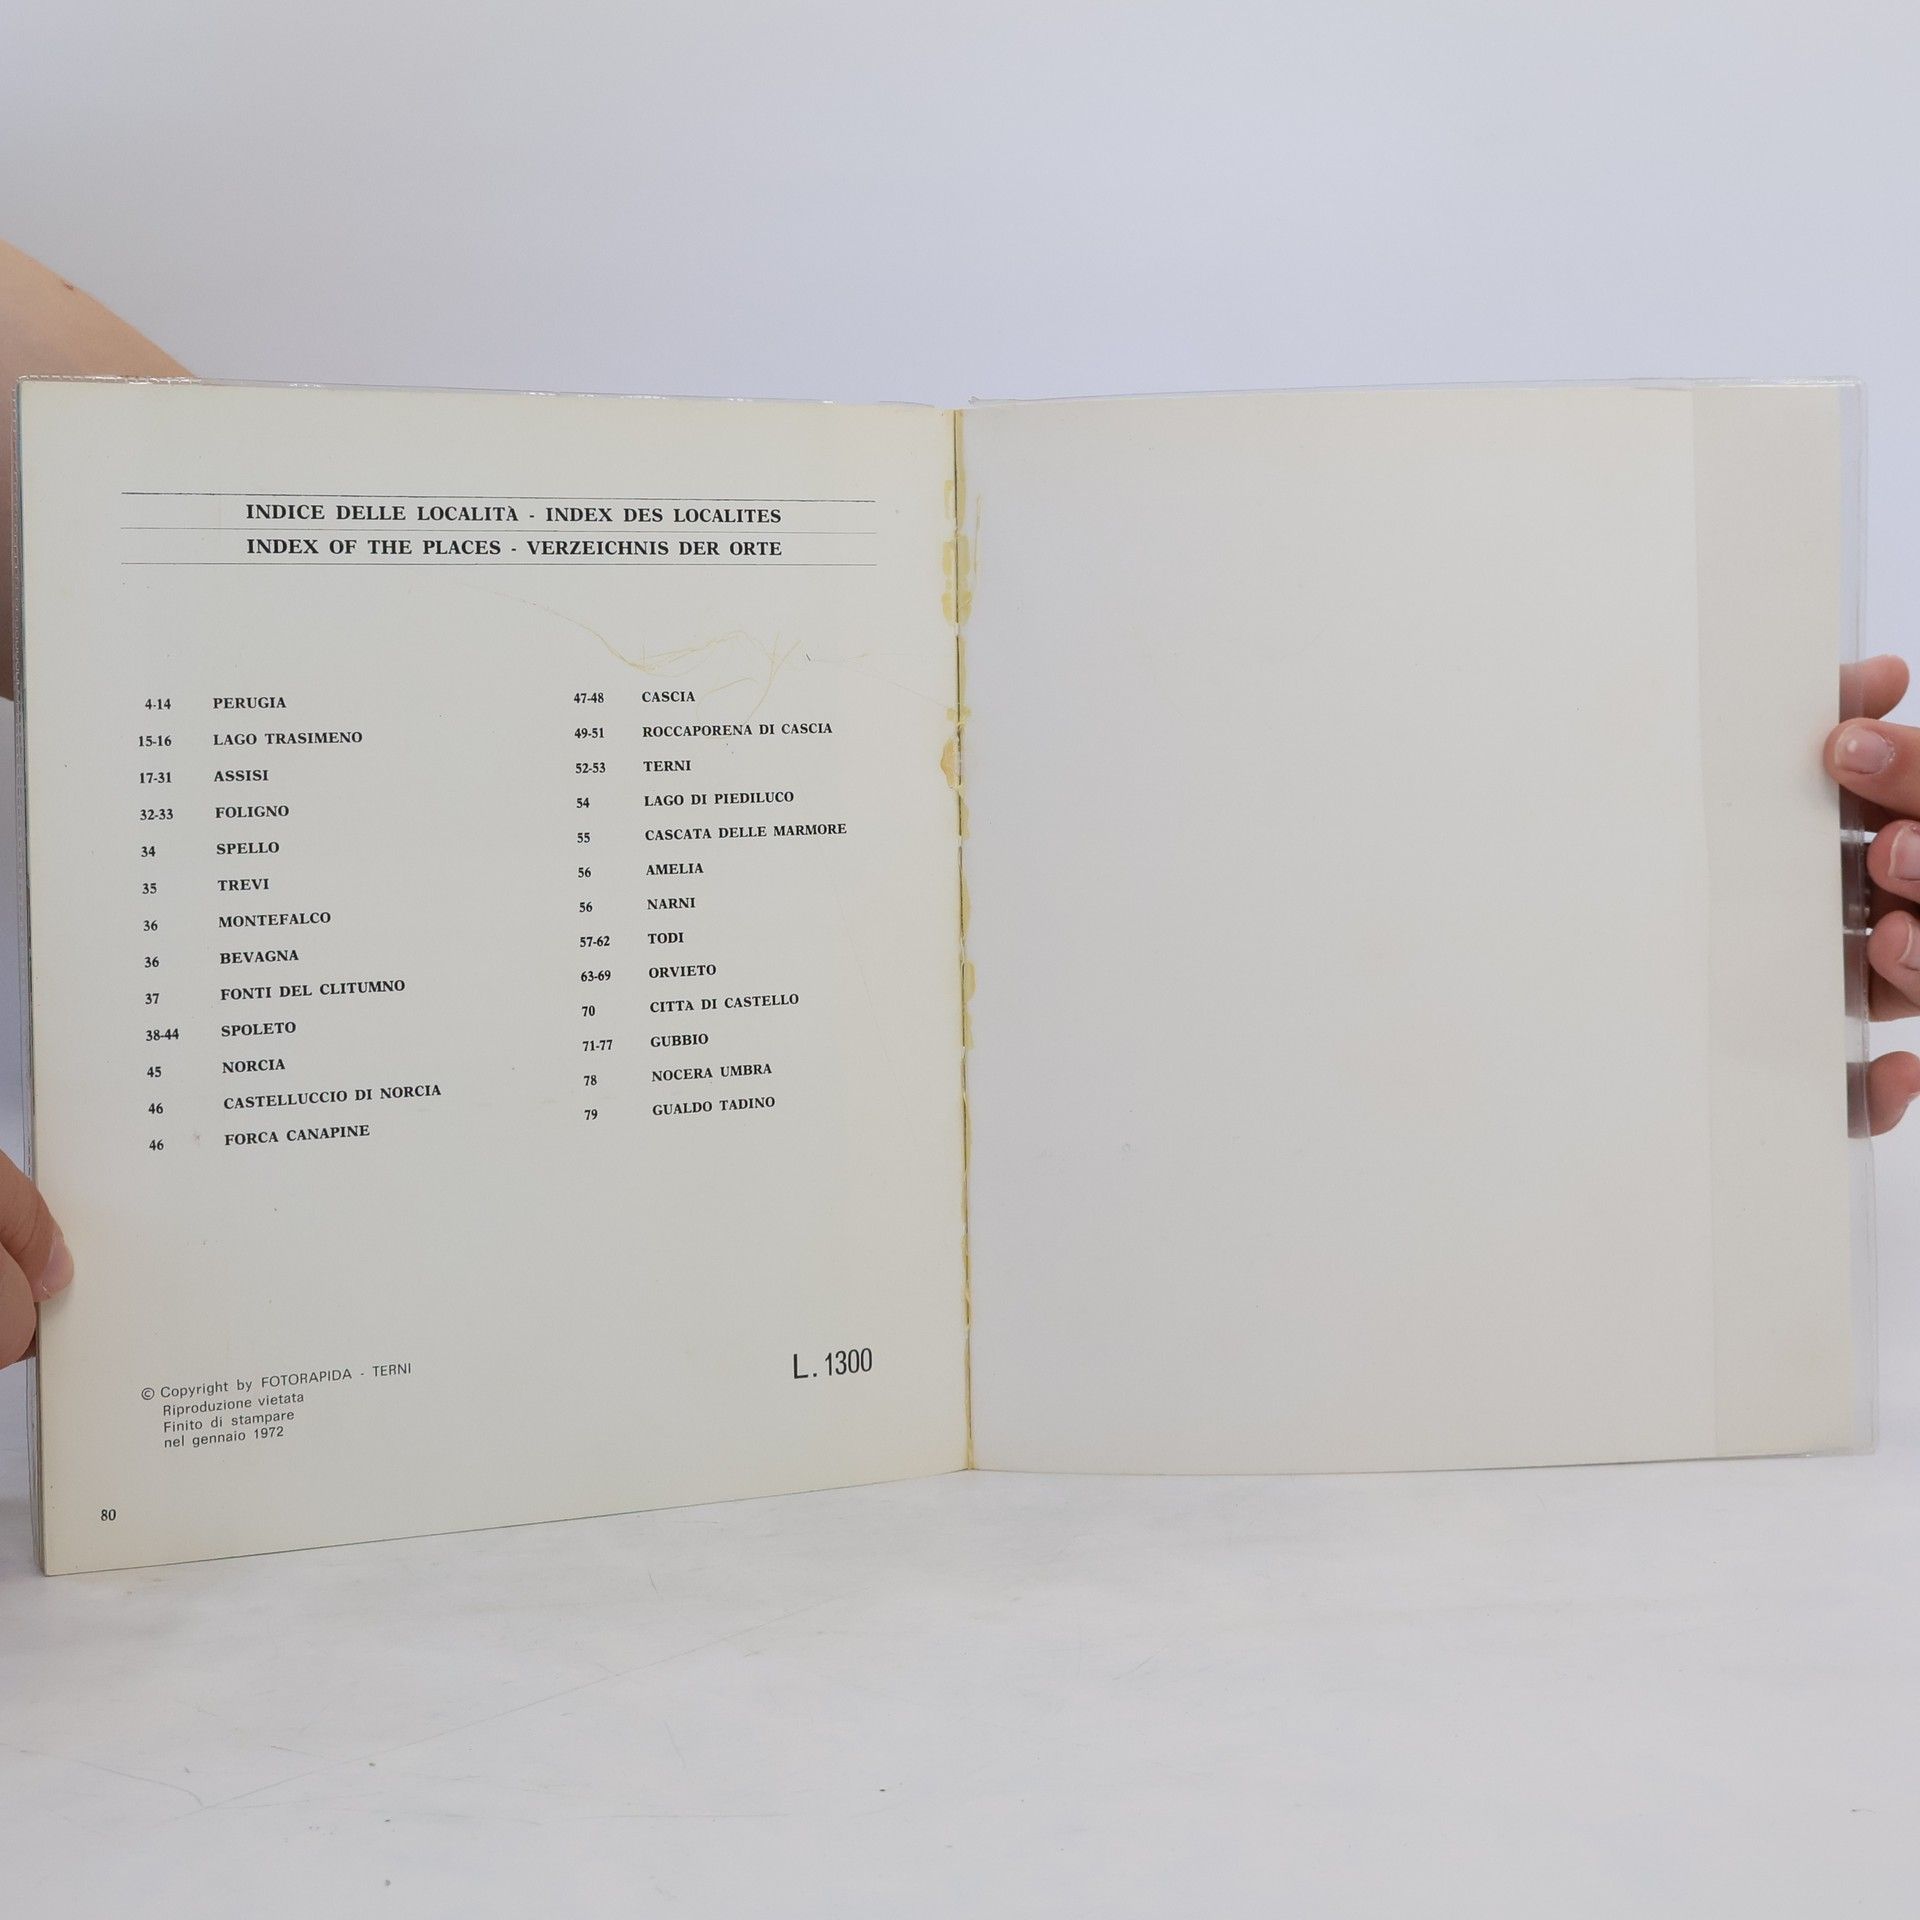 INDICE DELLE LOCALITÀ - INDEX DES LOCALITES
INDEX OF THE PLACES - VERZEICHNIS DER ORTE
4-14 PERUGIA
15-16 LAGO TRASIMENO
17-31 ASSISI
32-33 FOLIGNO
34 SPELLO
35 TREVI
36 MONTEFALCO
36 BEVAGNA
37 FONTI DEL CLITUMNO
38-44 SPOLETO
45 NORCIA
46 CASTELLUCCIO DI NORCIA
46 FORCA CANAPINE
47-48 CASCIA
49-51 ROCCAPORENA DI CASCIA
52-53 TERNI
54 LAGO DI PIEDILUCO
55 CASCATA DELLE MARMORE
56 AMELIA
56 NARNI
57-62 TODI
63-69 ORVIETO
70 CITTÀ DI CASTELLO
71-77 GUBBIO
78 NOCERA UMBRA
79 GUALDO TADINO
© Copyright by FOTORAPIDA - TERNI
Riproduzione vietata
Finito di stampare
nel gennaio 1972
L. 1300
80